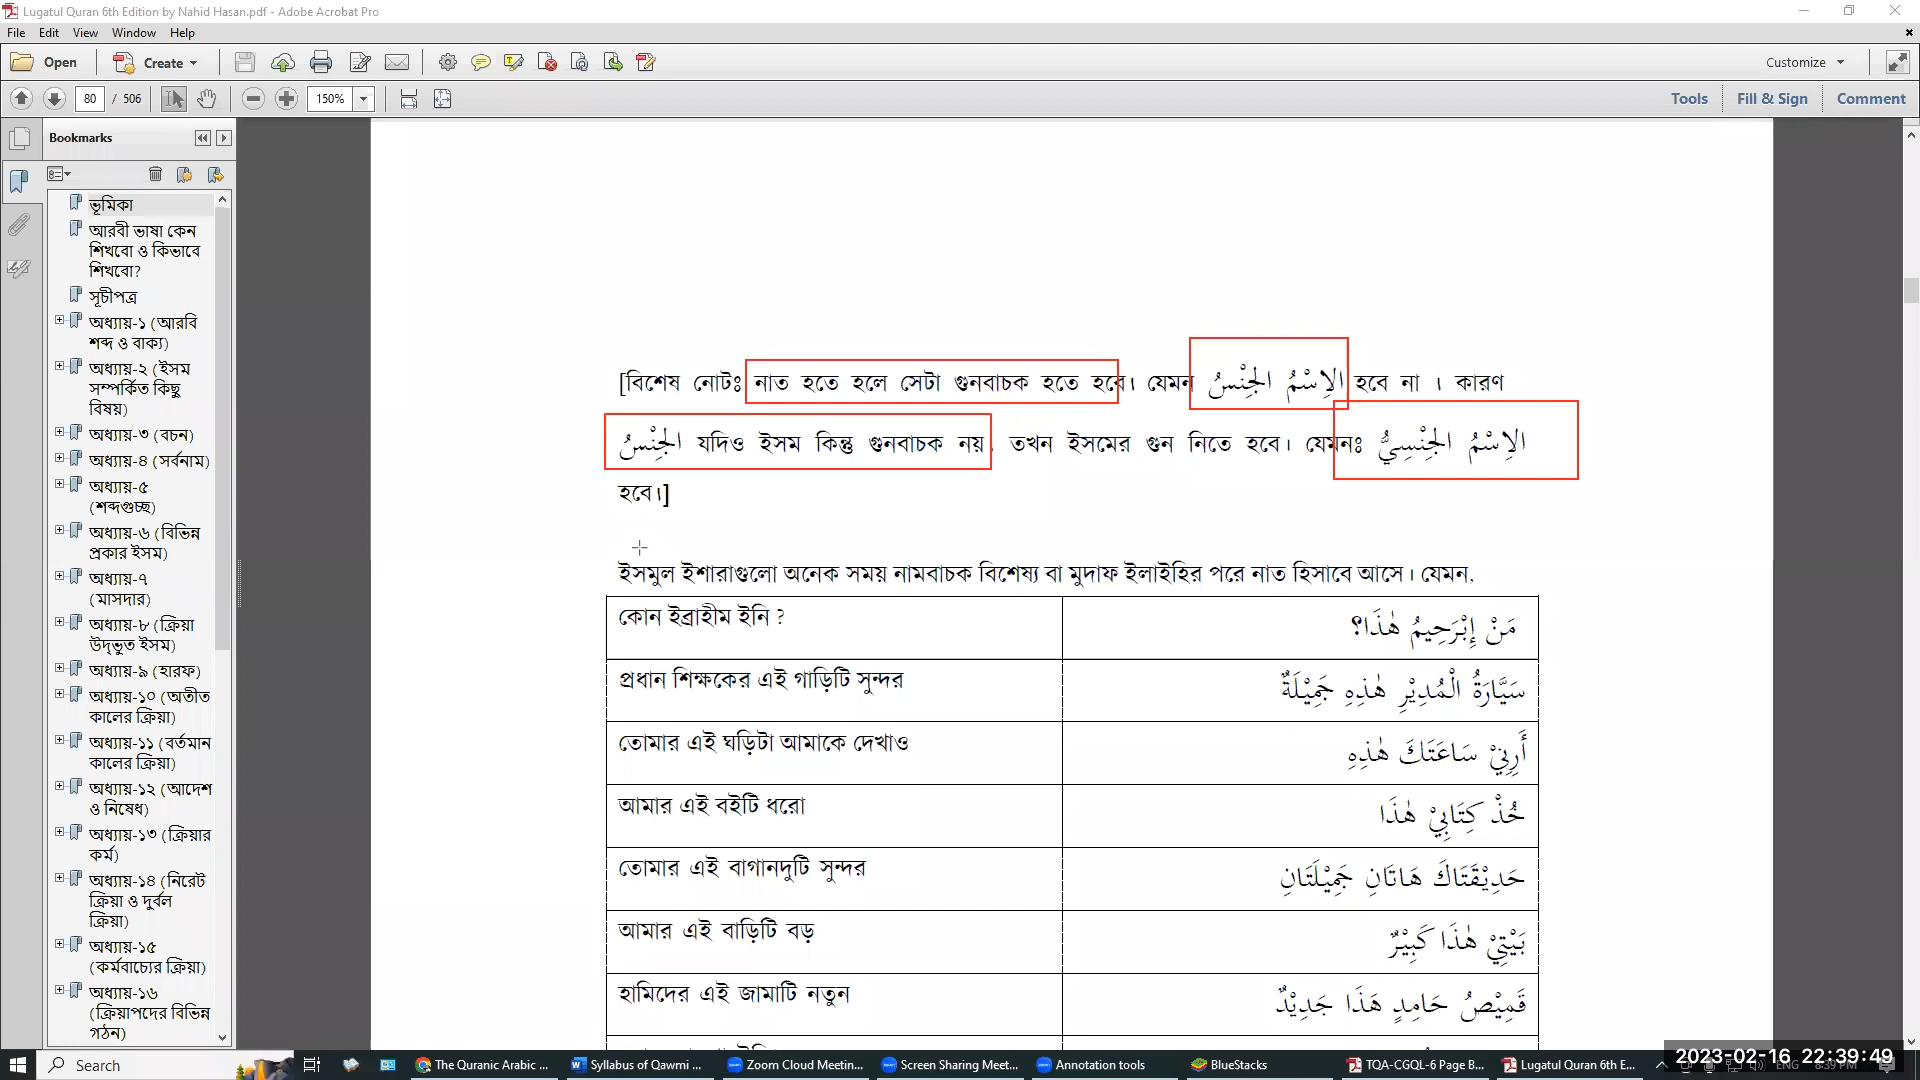 Lugatul Quran 6th Edition by Nahid Hasan.pdf - Adobe Acrobat Pro
File Edit View Window Help
Open Create Customize
80 / 506 150% Tools Fill & Sign Comment
Bookmarks
ভূমিকা
আরবী ভাষা কেন
শিখবো ও কিভাবে
শিখবো?
সূচীপত্র
অধ্যায়-১ (আরবি
শব্দ ও বাক্য)
অধ্যায়-২ (ইসম
সম্পর্কিত কিছু
বিষয়)
অধ্যায়-৩ (বচন)
অধ্যায়-৪ (সর্বনাম)
অধ্যায়-৫
(শব্দগুচ্ছ)
অধ্যায়-৬ (বিভিন্ন
প্রকার ইসম)
অধ্যায়-৭
(মাসদার)
অধ্যায়-৮ (ক্রিয়া
উদ্ভুত ইসম)
অধ্যায়-৯ (হারফ)
অধ্যায়-১০ (অতীত
কালের ক্রিয়া)
অধ্যায়-১১ (বর্তমান
কালের ক্রিয়া)
অধ্যায়-১২ (আদেশ
ও নিষেধ)
অধ্যায়-১৩ (ক্রিয়ার
কর্ম)
অধ্যায়-১৪ (নিরেট
ক্রিয়া ও দুর্বল
ক্রিয়া)
অধ্যায়-১৫
(কর্মবাচ্যের ক্রিয়া)
অধ্যায়-১৬
(ক্রিয়াপদের বিভিন্ন
গঠন)
[বিশেষ নোটঃ নাত হতে হলে সেটা গুনবাচক হতে হবে। যেমন الاِسْمُ الجِنْسُ হবে না । কারণ
الجِنْسُ যদিও ইসম কিন্তু গুনবাচক নয়. তখন ইসমের গুন নিতে হবে। যেমনঃ الاِسْمُ الجِنْسِيُّ
হবে।]
ইসমুল ইশারাগুলো অনেক সময় নামবাচক বিশেষ্য বা মুদাফ ইলাইহির পরে নাত হিসাবে আসে। যেমন,
কোন ইব্রাহীম ইনি ? مَنْ إِبْرَحِيمُ هٰذَا؟
প্রধান শিক্ষকের এই গাড়িটি সুন্দর سَيَّارَةُ الْمُدِيْرِ هٰذِهِ جَمِيْلَةٌ
তোমার এই ঘড়িটা আমাকে দেখাও أَرِنِيْ سَاعَتَكَ هٰذِهِ
আমার এই বইটি ধরো خُذْ كِتَابِيْ هٰذَا
তোমার এই বাগানদুটি সুন্দর حَدِيْقَتَاكَ هَاتَانِ جَمِيْلَتَانِ
আমার এই বাড়িটি বড় بَيْتِيْ هٰذَا كَبِيْرٌ
হামিদের এই জামাটি নতুন قَمِيْصُ حَامِدٍ هَذَا جَدِيْدٌ
Search The Quranic Arabic ... Syllabus of Qawmi ... Zoom Cloud Meetin... Screen Sharing Meet... Annotation tools BlueStacks TQA-CGQL-6 Page B... Lugatul Quran 6th E... ENG 8:39 PM
2023-02-16 22:39:49